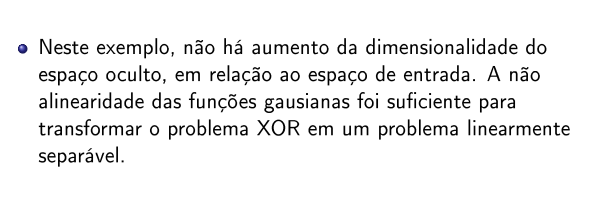 Neste exemplo, não há aumento da dimensionalidade do
espaço oculto, em relação ao espaço de entrada. A não
alinearidade das funções gausianas foi suficiente para
transformar o problema XOR em um problema linearmente
separável.